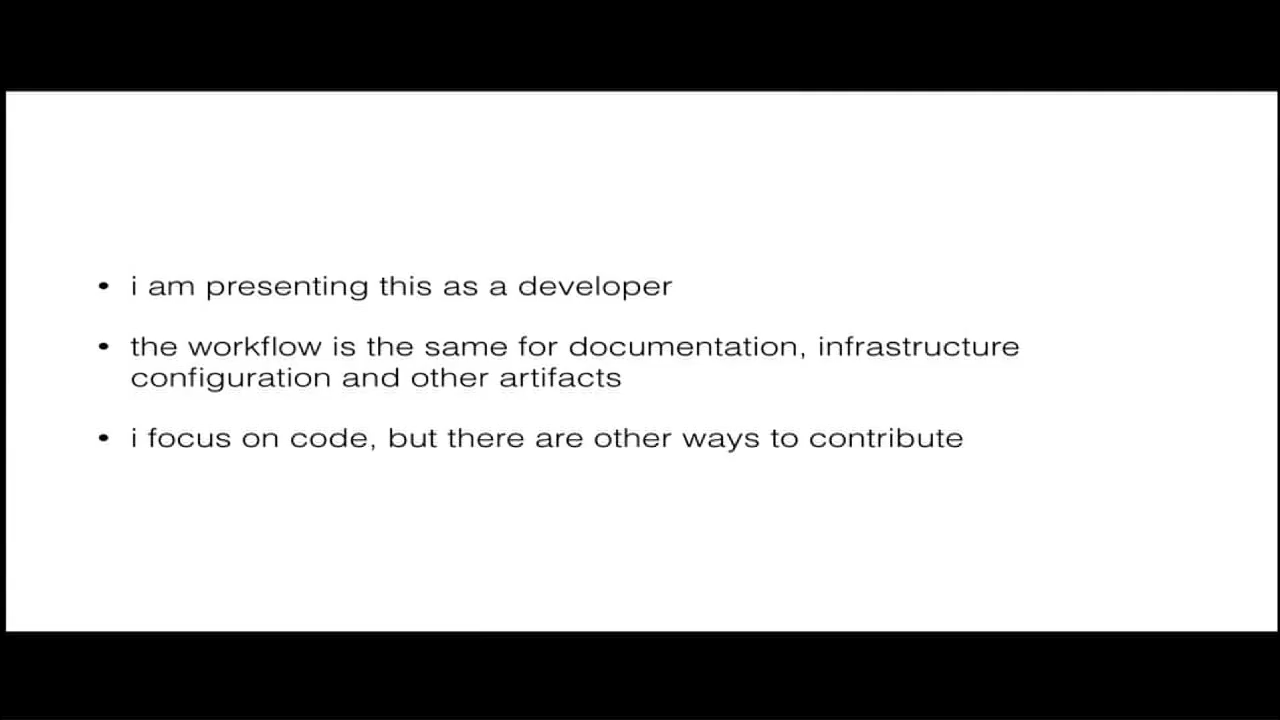 • i am presenting this as a developer
• the workflow is the same for documentation, infrastructure
configuration and other artifacts
• i focus on code, but there are other ways to contribute